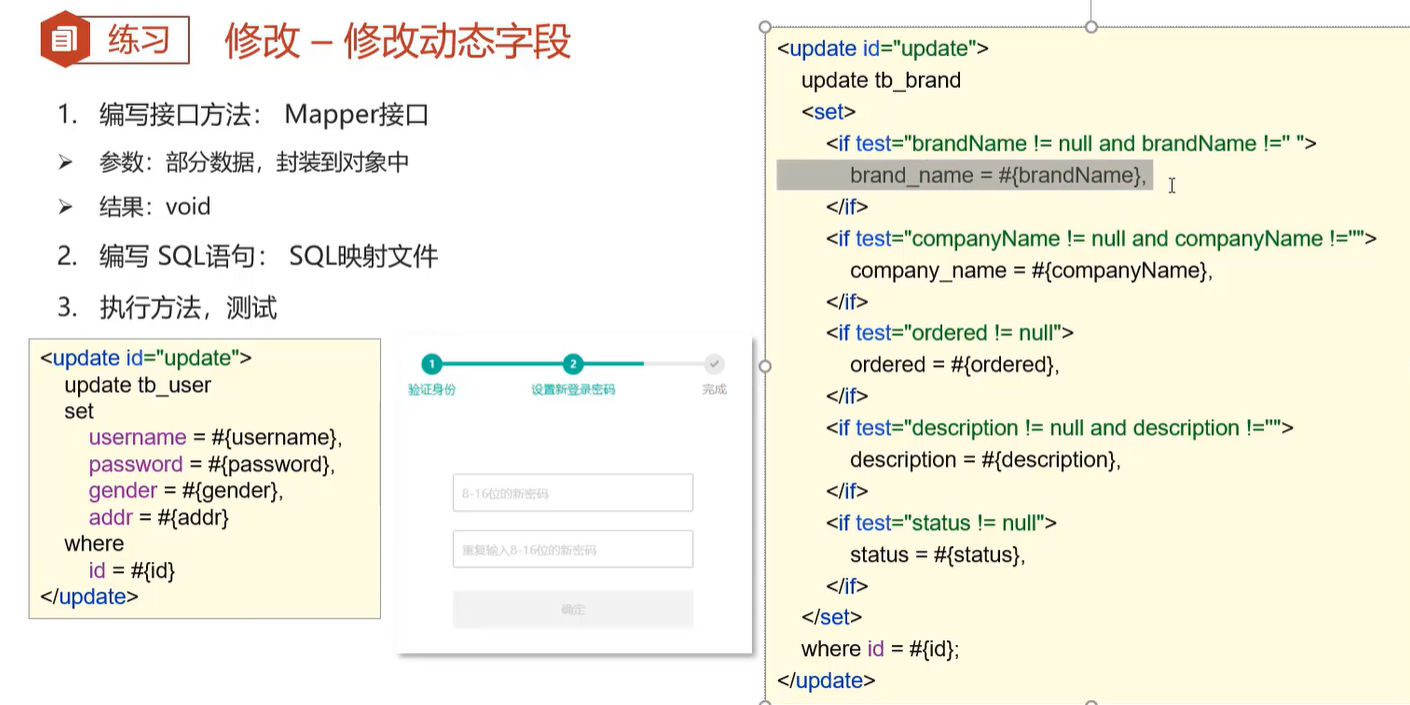 练习
修改 – 修改动态字段
1. 编写接口方法： Mapper接口
➢ 参数：部分数据，封装到对象中
➢ 结果：void
2. 编写 SQL语句： SQL映射文件
3. 执行方法，测试
<update id="update">
update tb_user
set
username = #{username},
password = #{password},
gender = #{gender},
addr = #{addr}
where
id = #{id}
</update>
1
2
验证身份
设置新登录密码
完成
8-16位的新密码
重复输入8-16位的新密码
确定
<update id="update">
update tb_brand
<set>
<if test="brandName != null and brandName !=" ">
brand_name = #{brandName},
</if>
<if test="companyName != null and companyName !=''">
company_name = #{companyName},
</if>
<if test="ordered != null">
ordered = #{ordered},
</if>
<if test="description != null and description !=''">
description = #{description},
</if>
<if test="status != null">
status = #{status},
</if>
</set>
where id = #{id};
</update>